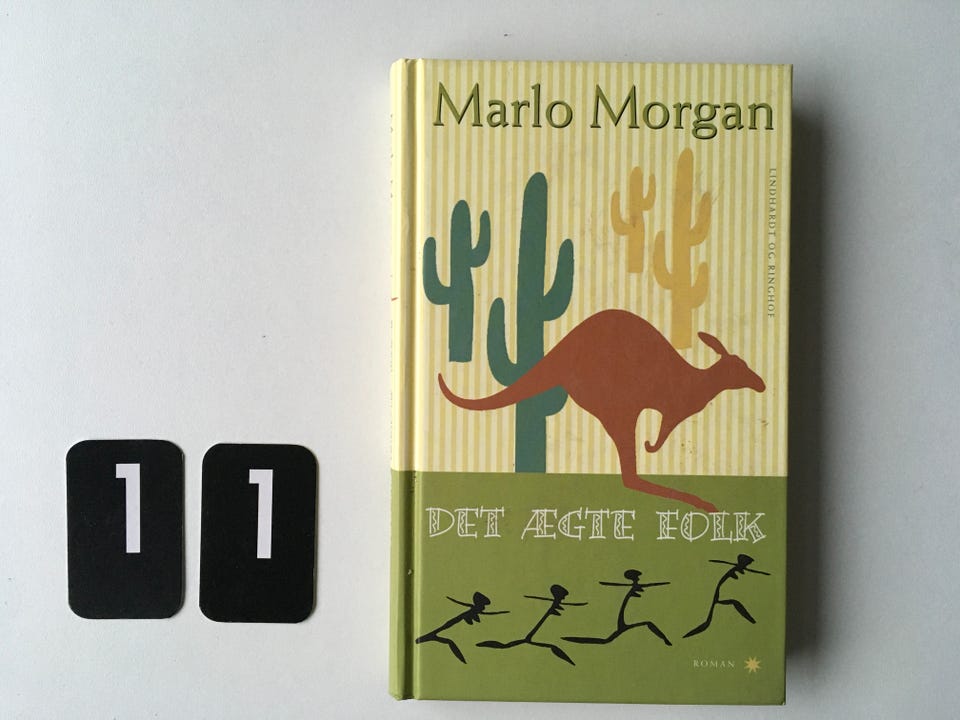 1 1
Marlo Morgan
LINDHARDT OG RINGHOF
DET ÆGTE FOLK
ROMAN